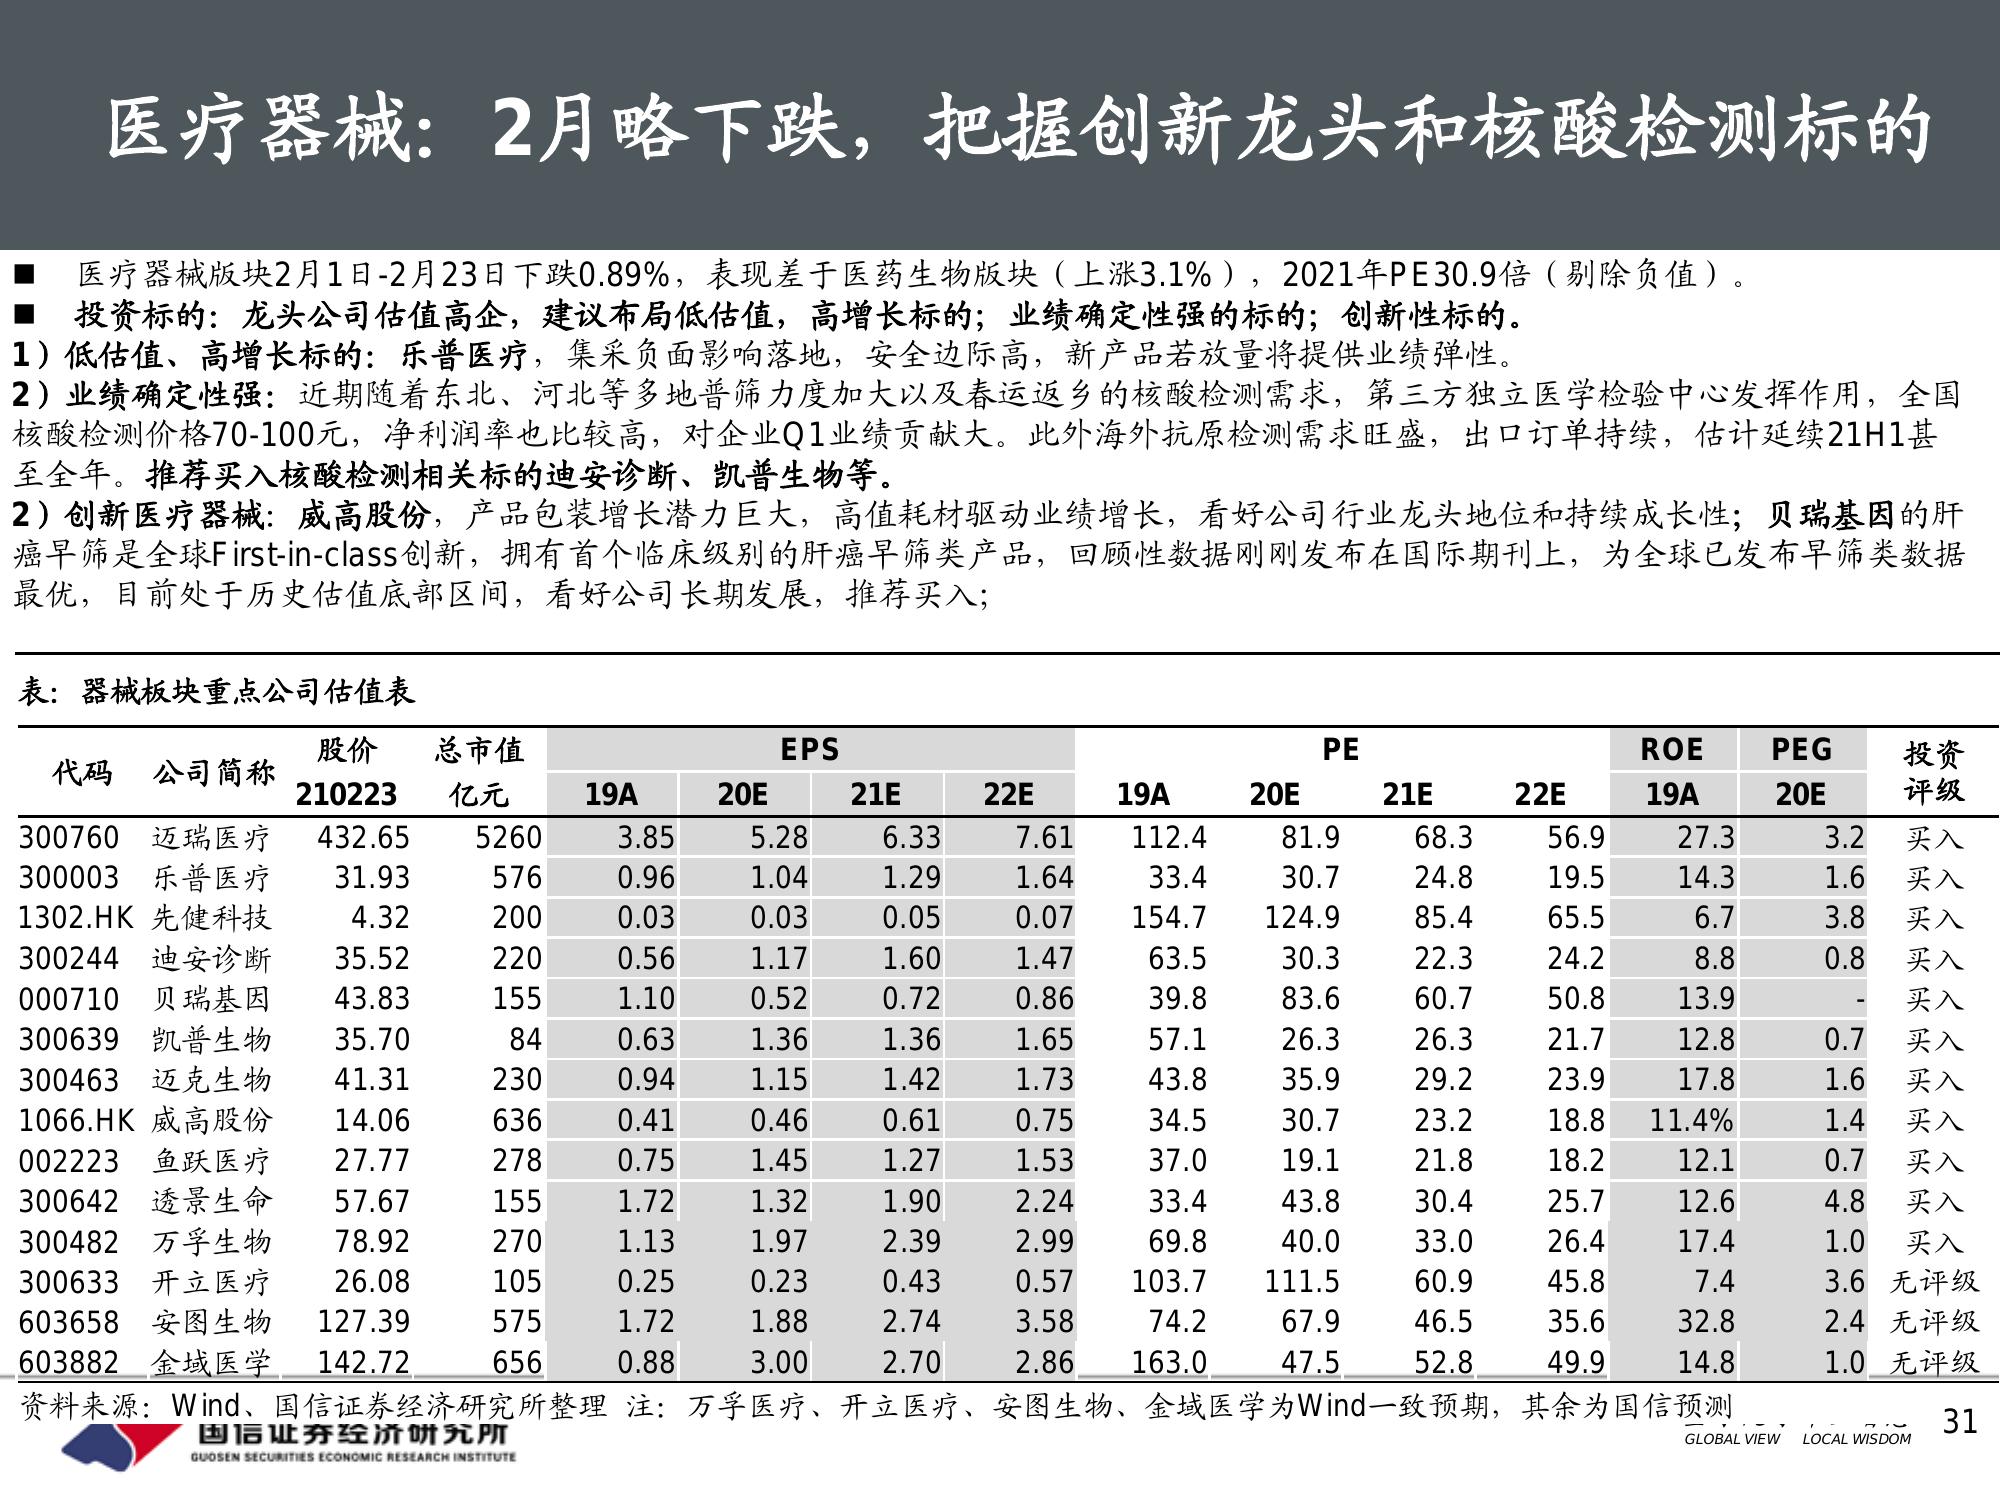 医疗器械：2月略下跌，把握创新龙头和核酸检测标的
■ 医疗器械版块2月1日-2月23日下跌0.89%，表现差于医药生物版块（上涨3.1%），2021年PE30.9倍（剔除负值）。
■ 投资标的：龙头公司估值高企，建议布局低估值，高增长标的；业绩确定性强的标的；创新性标的。
1）低估值、高增长标的：乐普医疗，集采负面影响落地，安全边际高，新产品若放量将提供业绩弹性。
2）业绩确定性强：近期随着东北、河北等多地普筛力度加大以及春运返乡的核酸检测需求，第三方独立医学检验中心发挥作用，全国
核酸检测价格70-100元，净利润率也比较高，对企业Q1业绩贡献大。此外海外抗原检测需求旺盛，出口订单持续，估计延续21H1甚
至全年。推荐买入核酸检测相关标的迪安诊断、凯普生物等。
2）创新医疗器械：威高股份，产品包装增长潜力巨大，高值耗材驱动业绩增长，看好公司行业龙头地位和持续成长性；贝瑞基因的肝
癌早筛是全球First-in-class创新，拥有首个临床级别的肝癌早筛类产品，回顾性数据刚刚发布在国际期刊上，为全球已发布早筛类数据
最优，目前处于历史估值底部区间，看好公司长期发展，推荐买入；
表：器械板块重点公司估值表
代码 公司简称 股价 总市值 EPS PE ROE PEG 投资
210223 亿元 19A 20E 21E 22E 19A 20E 21E 22E 19A 20E 评级
300760 迈瑞医疗 432.65 5260 3.85 5.28 6.33 7.61 112.4 81.9 68.3 56.9 27.3 3.2 买入
300003 乐普医疗 31.93 576 0.96 1.04 1.29 1.64 33.4 30.7 24.8 19.5 14.3 1.6 买入
1302.HK 先健科技 4.32 200 0.03 0.03 0.05 0.07 154.7 124.9 85.4 65.5 6.7 3.8 买入
300244 迪安诊断 35.52 220 0.56 1.17 1.60 1.47 63.5 30.3 22.3 24.2 8.8 0.8 买入
000710 贝瑞基因 43.83 155 1.10 0.52 0.72 0.86 39.8 83.6 60.7 50.8 13.9 - 买入
300639 凯普生物 35.70 84 0.63 1.36 1.36 1.65 57.1 26.3 26.3 21.7 12.8 0.7 买入
300463 迈克生物 41.31 230 0.94 1.15 1.42 1.73 43.8 35.9 29.2 23.9 17.8 1.6 买入
1066.HK 威高股份 14.06 636 0.41 0.46 0.61 0.75 34.5 30.7 23.2 18.8 11.4% 1.4 买入
002223 鱼跃医疗 27.77 278 0.75 1.45 1.27 1.53 37.0 19.1 21.8 18.2 12.1 0.7 买入
300642 透景生命 57.67 155 1.72 1.32 1.90 2.24 33.4 43.8 30.4 25.7 12.6 4.8 买入
300482 万孚生物 78.92 270 1.13 1.97 2.39 2.99 69.8 40.0 33.0 26.4 17.4 1.0 买入
300633 开立医疗 26.08 105 0.25 0.23 0.43 0.57 103.7 111.5 60.9 45.8 7.4 3.6 无评级
603658 安图生物 127.39 575 1.72 1.88 2.74 3.58 74.2 67.9 46.5 35.6 32.8 2.4 无评级
603882 金域医学 142.72 656 0.88 3.00 2.70 2.86 163.0 47.5 52.8 49.9 14.8 1.0 无评级
资料来源：Wind、国信证券经济研究所整理 注：万孚医疗、开立医疗、安图生物、金域医学为Wind一致预期，其余为国信预测
国信证券经济研究所
GUOSEN SECURITIES ECONOMIC RESEARCH INSTITUTE
GLOBAL VIEW LOCAL WISDOM
31